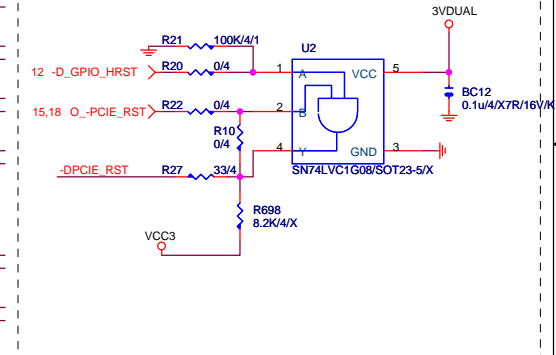 3VDUAL
R21 100K/4/1
U2
12 -D_GPIO_HRST R20 0/4 1 A VCC 5
BC12
0.1u/4/X7R/16V/K
15,18 O_-PCIE_RST R22 0/4 2 B
R10
0/4
4 Y GND 3
-DPCIE_RST R27 33/4
SN74LVC1G08/SOT23-5/X
R698
8.2K/4/X
VCC3